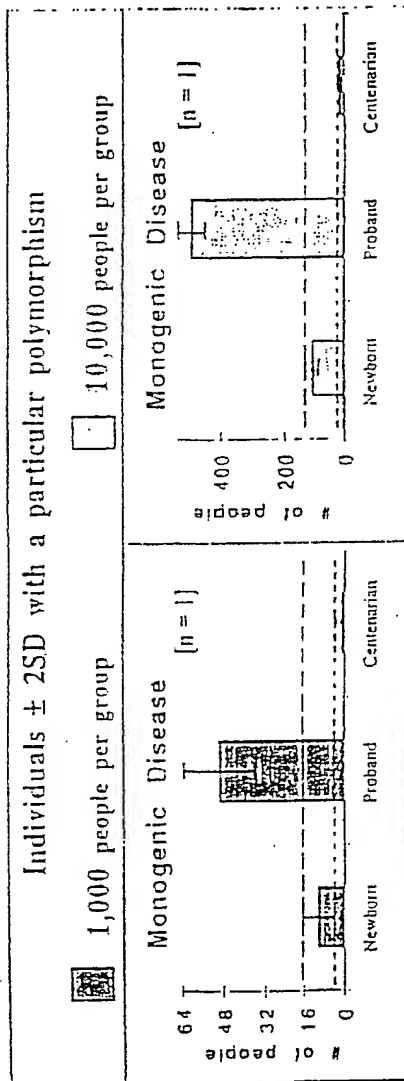 Individuals ± 2SD with a particular polymorphism
1,000 people per group
10,000 people per group
Monogenic Disease
[n = 1]
# of people
64
48
32
16
0
Newborn
Proband
Centenarian
Monogenic Disease
[n = 1]
# of people
400
200
0
Newborn
Proband
Centenarian